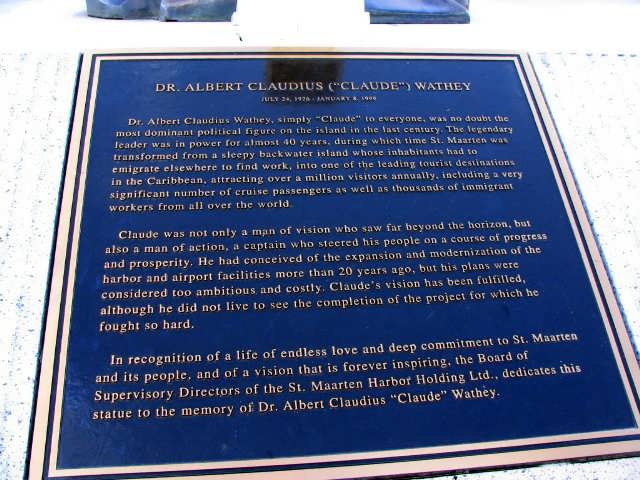 DR. ALBERT CLAUDIUS ("CLAUDE") WATHEY
JULY 24, 1926 - JANUARY 8, 1998
Dr. Albert Claudius Wathey, simply "Claude" to everyone, was no doubt the
most dominant political figure on the island in the last century. The legendary
leader was in power for almost 40 years, during which time St. Maarten was
transformed from a sleepy backwater island whose inhabitants had to
emigrate elsewhere to find work, into one of the leading tourist destinations
in the Caribbean, attracting over a million visitors annually, including a very
significant number of cruise passengers as well as thousands of immigrant
workers from all over the world.
Claude was not only a man of vision who saw far beyond the horizon, but
also a man of action, a captain who steered his people on a course of progress
and prosperity. He had conceived of the expansion and modernization of the
harbor and airport facilities more than 20 years ago, but his plans were
considered too ambitious and costly. Claude's vision has been fulfilled,
although he did not live to see the completion of the project for which he
fought so hard.
In recognition of a life of endless love and deep commitment to St. Maarten
and its people, and of a vision that is forever inspiring, the Board of
Supervisory Directors of the St. Maarten Harbor Holding Ltd., dedicates this
statue to the memory of Dr. Albert Claudius "Claude" Wathey.